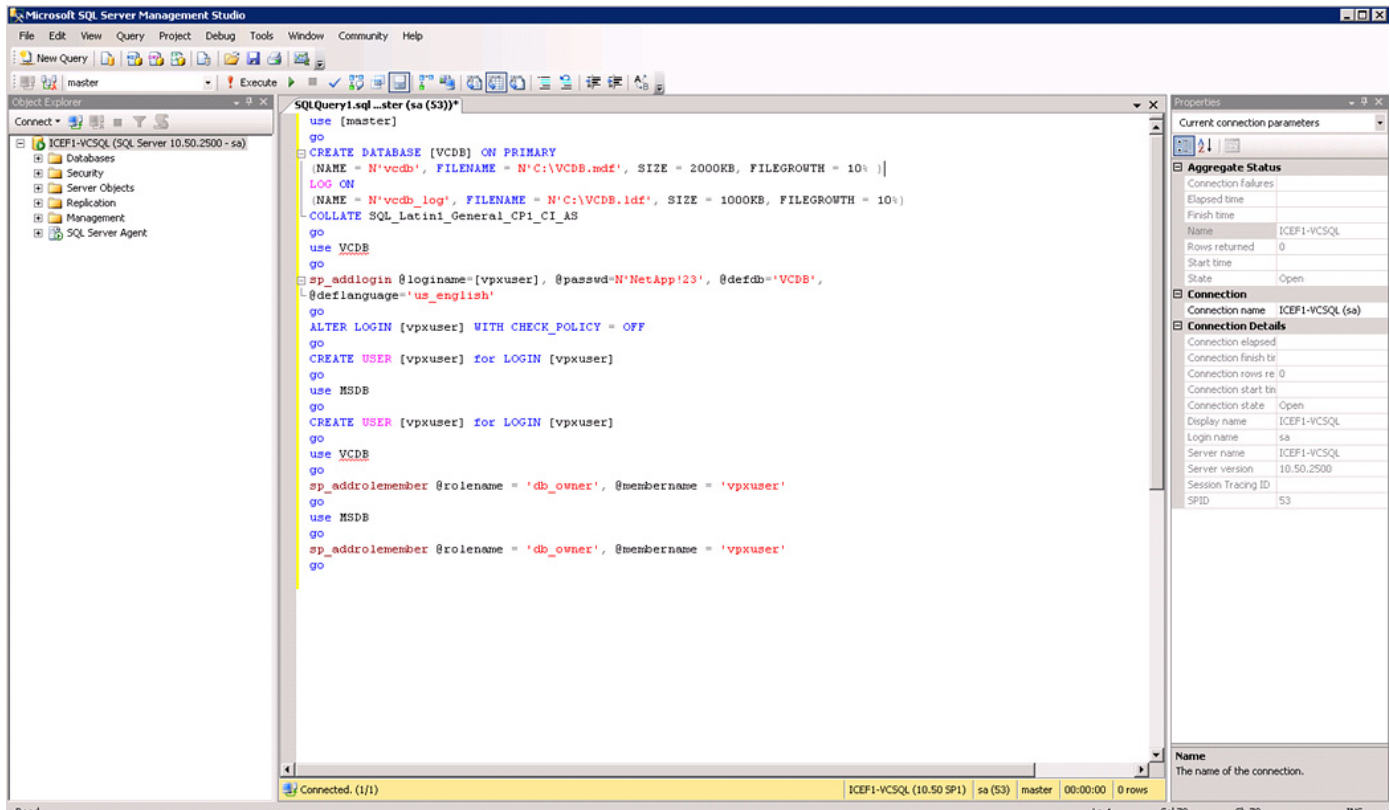 Microsoft SQL Server Management Studio
File Edit View Query Project Debug Tools Window Community Help
New Query
master
Execute
Object Explorer
Connect
ICEF1-VCSQL (SQL Server 10.50.2500 - sa)
Databases
Security
Server Objects
Replication
Management
SQL Server Agent
SQLQuery1.sql ...ster (sa (53))*
use [master]
go
CREATE DATABASE [VCDB] ON PRIMARY
(NAME = N'vcdb', FILENAME = N'C:\VCDB.mdf', SIZE = 2000KB, FILEGROWTH = 10% )
LOG ON
(NAME = N'vcdb_log', FILENAME = N'C:\VCDB.ldf', SIZE = 1000KB, FILEGROWTH = 10%)
COLLATE SQL_Latin1_General_CP1_CI_AS
go
use VCDB
go
sp_addlogin @loginame=[vpxuser], @passwd=N'NetApp!23', @defdb='VCDB',
@deflanguage='us_english'
go
ALTER LOGIN [vpxuser] WITH CHECK_POLICY = OFF
go
CREATE USER [vpxuser] for LOGIN [vpxuser]
go
use MSDB
go
CREATE USER [vpxuser] for LOGIN [vpxuser]
go
use VCDB
go
sp_addrolemember @rolename = 'db_owner', @membername = 'vpxuser'
go
use MSDB
go
sp_addrolemember @rolename = 'db_owner', @membername = 'vpxuser'
go
Connected. (1/1)
ICEF1-VCSQL (10.50 SP1) sa (53) master 00:00:00 0 rows
Properties
Current connection parameters
Aggregate Status
Connection failures
Elapsed time
Finish time
Name ICEF1-VCSQL
Rows returned 0
Start time
State Open
Connection
Connection name ICEF1-VCSQL (sa)
Connection Details
Connection elapsed
Connection finish tir
Connection rows re 0
Connection start tin
Connection state Open
Display name ICEF1-VCSQL
Login name sa
Server name ICEF1-VCSQL
Server version 10.50.2500
Session Tracing ID
SPID 53
Name
The name of the connection.